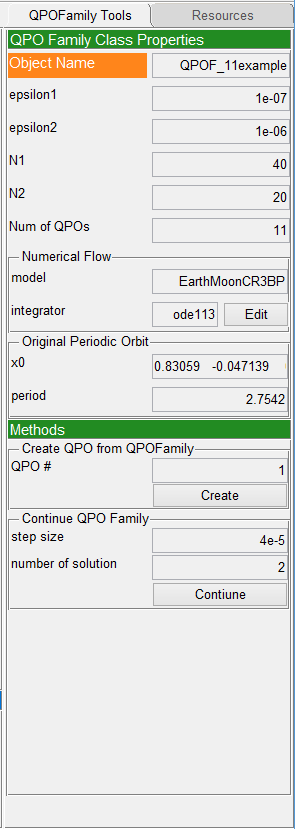 QPOFamily Tools Resources
QPO Family Class Properties
Object Name QPOF_11example
epsilon1 1e-07
epsilon2 1e-06
N1 40
N2 20
Num of QPOs 11
Numerical Flow
model EarthMoonCR3BP
integrator ode113 Edit
Original Periodic Orbit
x0 0.83059 -0.047139
period 2.7542
Methods
Create QPO from QPOFamily
QPO # 1
Create
Continue QPO Family
step size 4e-5
number of solution 2
Contiune